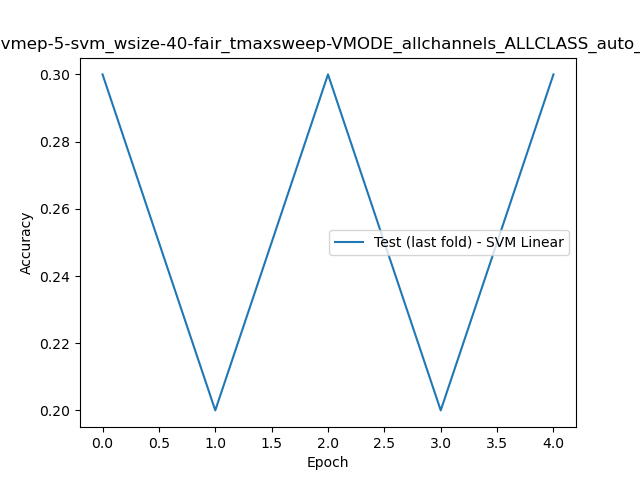 vmep-5-svm_wsize-40-fair_tmaxsweep-VMODE_allchannels_ALLCLASS_auto_
0.30
0.28
0.26
0.24
0.22
0.20
Accuracy
Test (last fold) - SVM Linear
0.0 0.5 1.0 1.5 2.0 2.5 3.0 3.5 4.0
Epoch